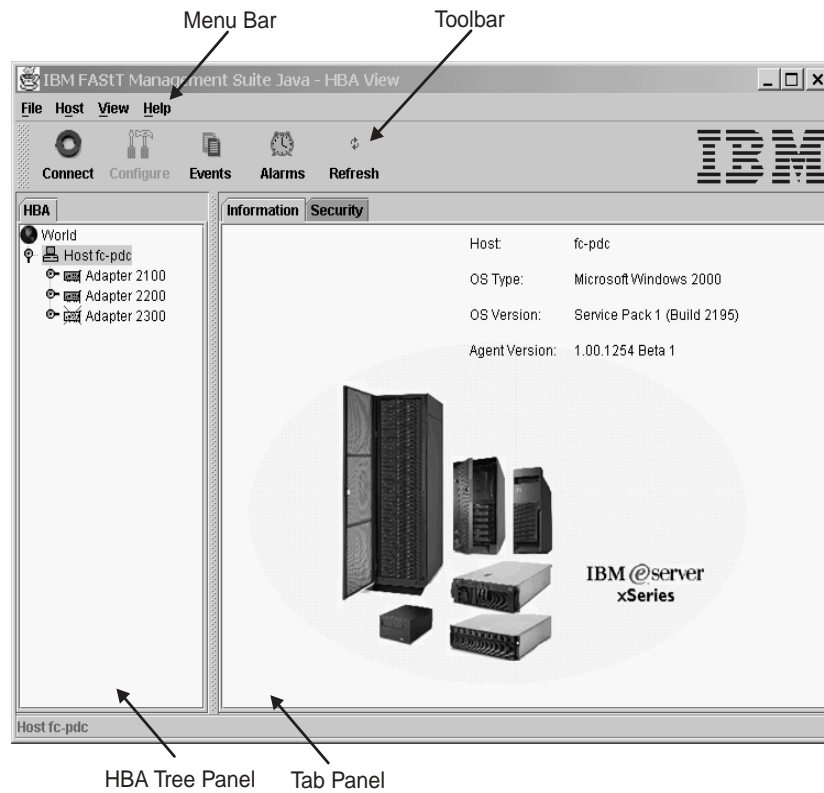 Menu Bar
Toolbar
IBM FAStT Management Suite Java - HBA View
File Host View Help
Connect Configure Events Alarms Refresh
IBM
HBA
Information Security
World
Host fc-pdc
Adapter 2100
Adapter 2200
Adapter 2300
Host: fc-pdc
OS Type: Microsoft Windows 2000
OS Version: Service Pack 1 (Build 2195)
Agent Version: 1.00.1254 Beta 1
IBM @server
xSeries
Host fc-pdc
HBA Tree Panel
Tab Panel